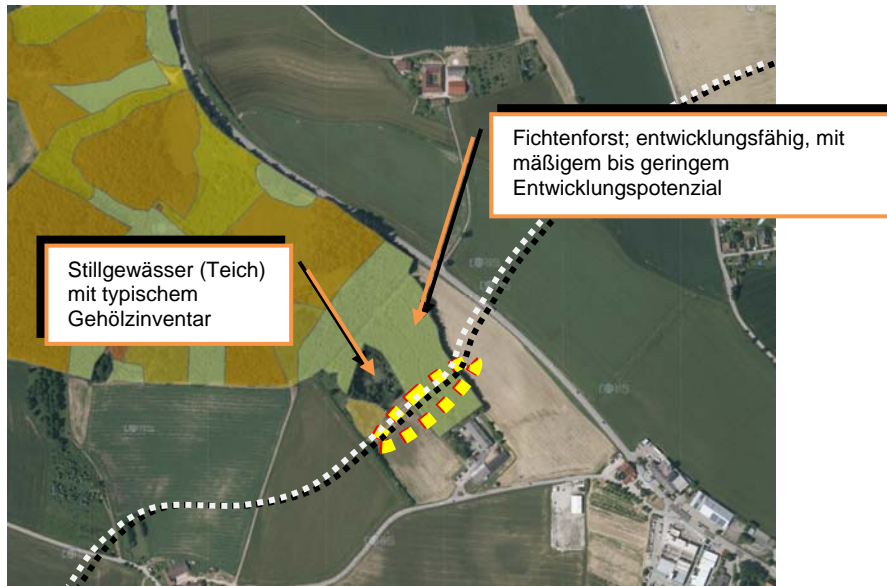 Fichtenforst; entwicklungsfähig, mit
mäßigem bis geringem
Entwicklungspotenzial
Stillgewässer (Teich)
mit typischem
Gehölzinventar